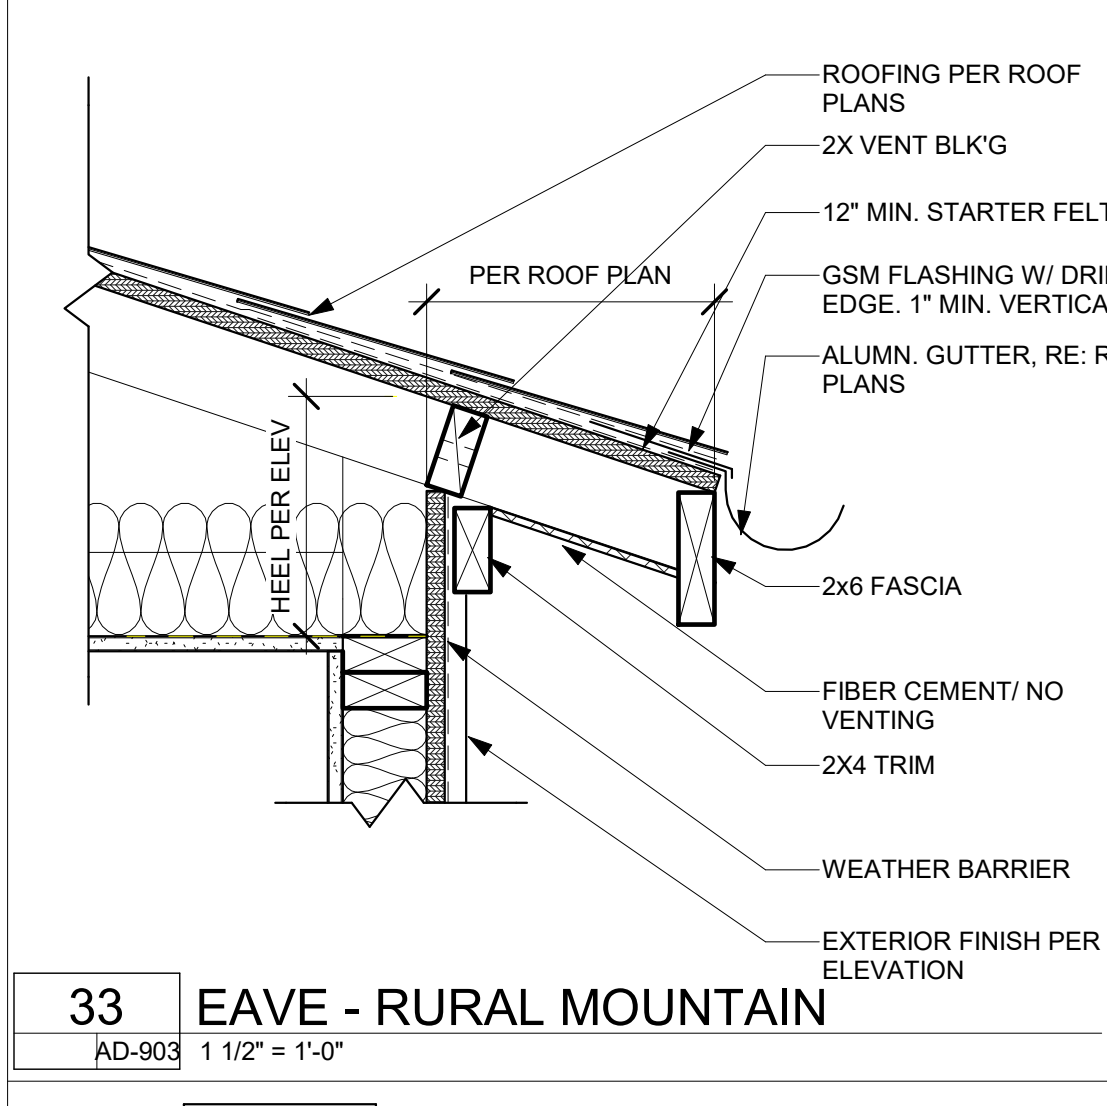 ROOFING PER ROOF
PLANS
2X VENT BLK'G
12" MIN. STARTER FELT
PER ROOF PLAN
GSM FLASHING W/
EDGE. 1" MIN.
ALUMN. GUTTER, RE:
PLANS
HEEL PER ELEV
2x6 FASCIA
FIBER CEMENT/ NO
VENTING
2X4 TRIM
WEATHER BARRIER
EXTERIOR FINISH PER
ELEVATION
33
EAVE - RURAL MOUNTAIN
AD-903
1 1/2" = 1'-0"